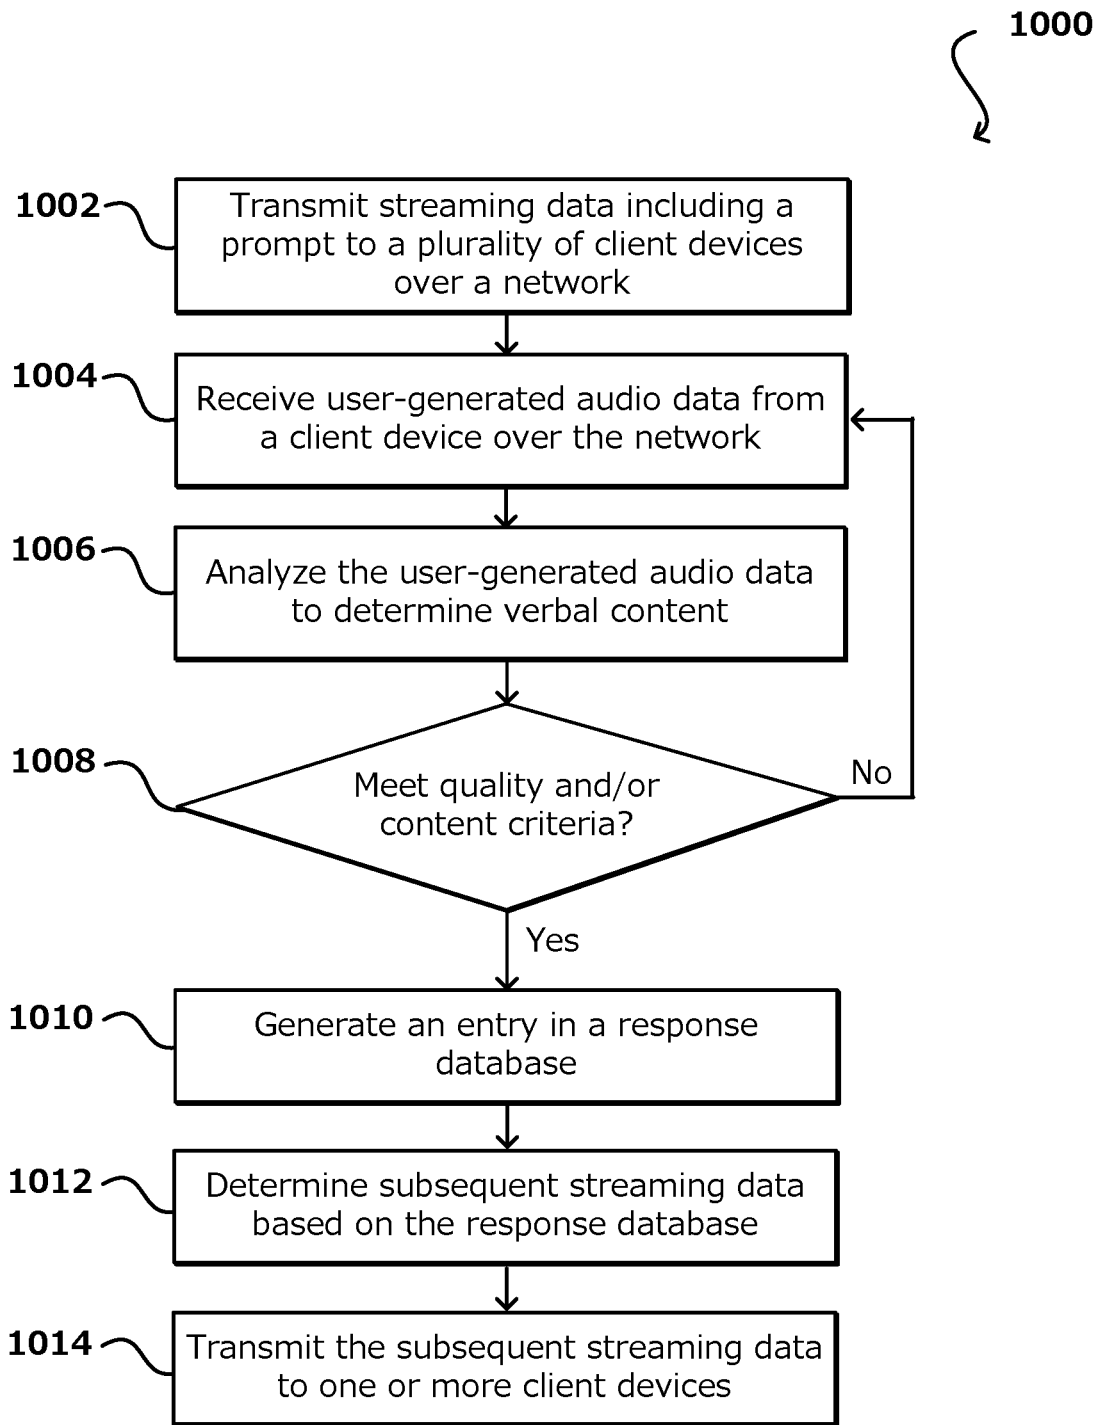 1000
1002
Transmit streaming data including a
prompt to a plurality of client devices
over a network
1004
Receive user-generated audio data from
a client device over the network
1006
Analyze the user-generated audio data
to determine verbal content
1008
Meet quality and/or
content criteria?
No
Yes
1010
Generate an entry in a response
database
1012
Determine subsequent streaming data
based on the response database
1014
Transmit the subsequent streaming data
to one or more client devices